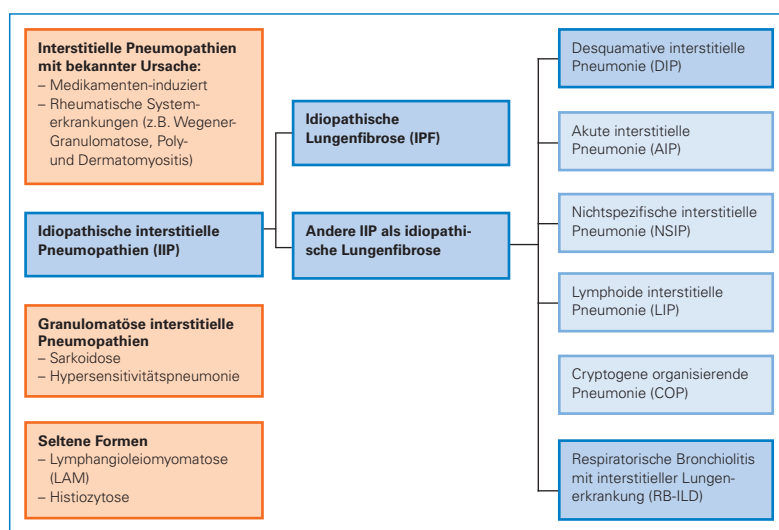 Interstitielle Pneumopathien
mit bekannter Ursache:
– Medikamenten-induziert
– Rheumatische System-
erkrankungen (z.B. Wegener-
Granulomatose, Poly-
und Dermatomyositis)
Idiopathische interstitielle
Pneumopathien (IIP)
Granulomatöse interstitielle
Pneumopathien
– Sarkoidose
– Hypersensitivitätspneumonie
Seltene Formen
– Lymphangioleiomyomatose
(LAM)
– Histiozytose
Idiopathische
Lungenfibrose (IPF)
Andere IIP als idiopathi-
sche Lungenfibrose
Desquamative interstitielle
Pneumonie (DIP)
Akute interstitielle
Pneumonie (AIP)
Nichtspezifische interstitielle
Pneumonie (NSIP)
Lymphoide interstitielle
Pneumonie (LIP)
Cryptogene organisierende
Pneumonie (COP)
Respiratorische Bronchiolitis
mit interstitieller Lungen-
erkrankung (RB-ILD)